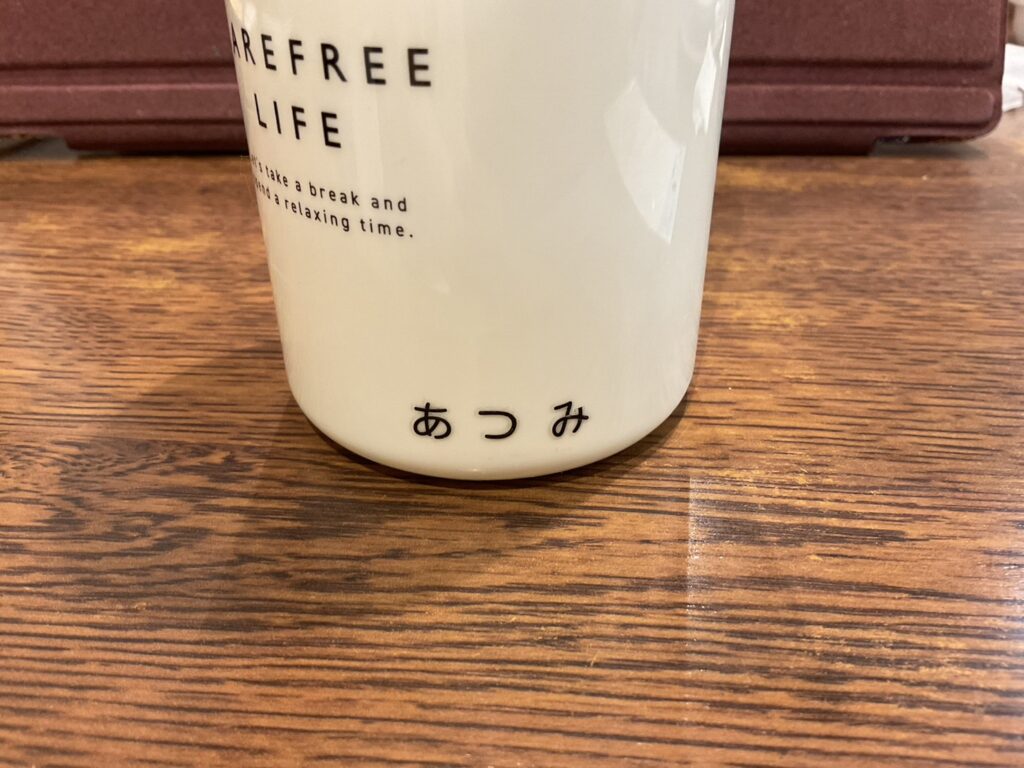 AREFREE
LIFE
take a break and
a relaxing time.
あつみ